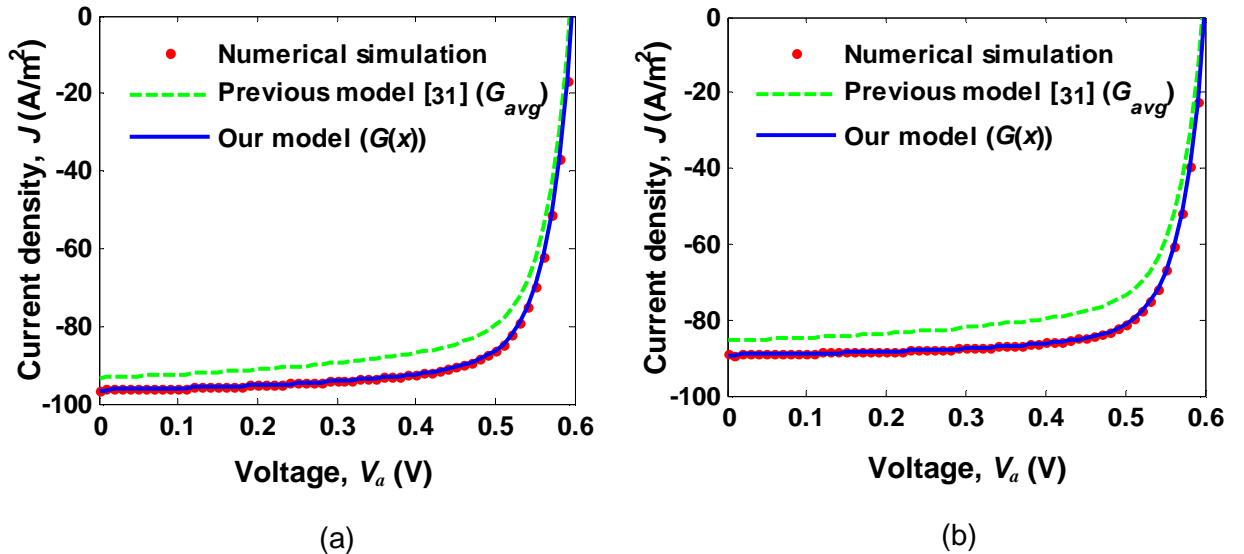 0
-20
-40
-60
-80
-100
Current density, J (A/m²)
Numerical simulation
Previous model [31] (Gavg)
Our model (G(x))
0 0.1 0.2 0.3 0.4 0.5 0.6
Voltage, Va (V)
(a)
0
-20
-40
-60
-80
-100
Current density, J (A/m²)
Numerical simulation
Previous model [31] (Gavg)
Our model (G(x))
0 0.1 0.2 0.3 0.4 0.5 0.6
Voltage, Va (V)
(b)